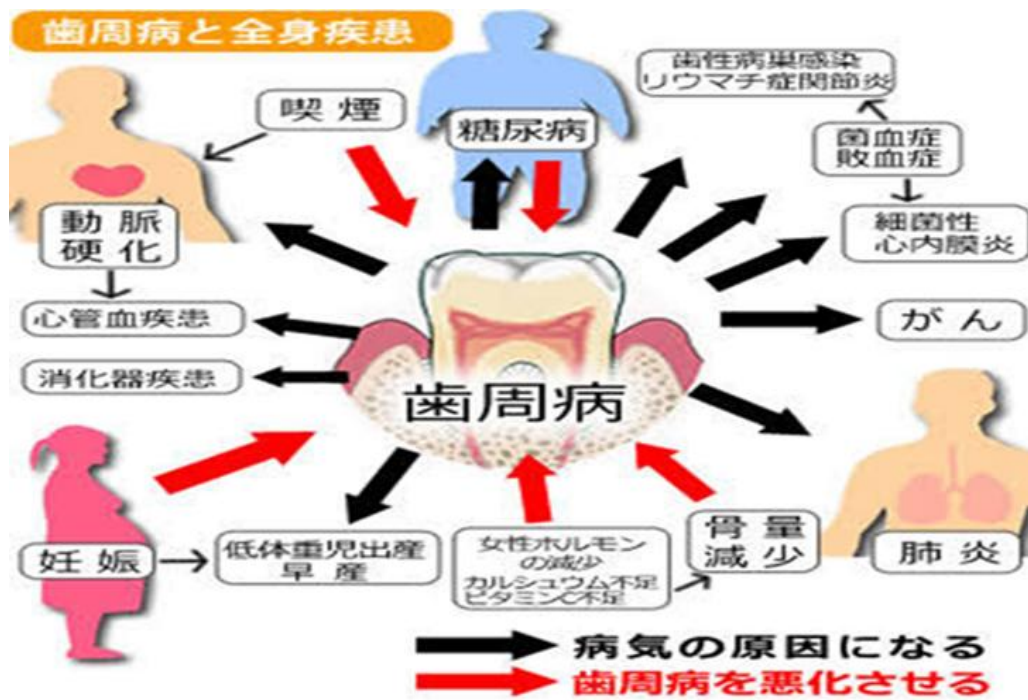 歯周病と全身疾患
喫煙
糖尿病
歯性病巣感染
リウマチ症関節炎
菌血症
敗血症
動脈
硬化
細菌性
心内膜炎
心管血疾患
がん
消化器疾患
歯周病
妊娠
低体重児出産
早産
女性ホルモン
の減少
カルシュウム不足
ビタミンC不足
骨量
減少
肺炎
病気の原因になる
歯周病を悪化させる